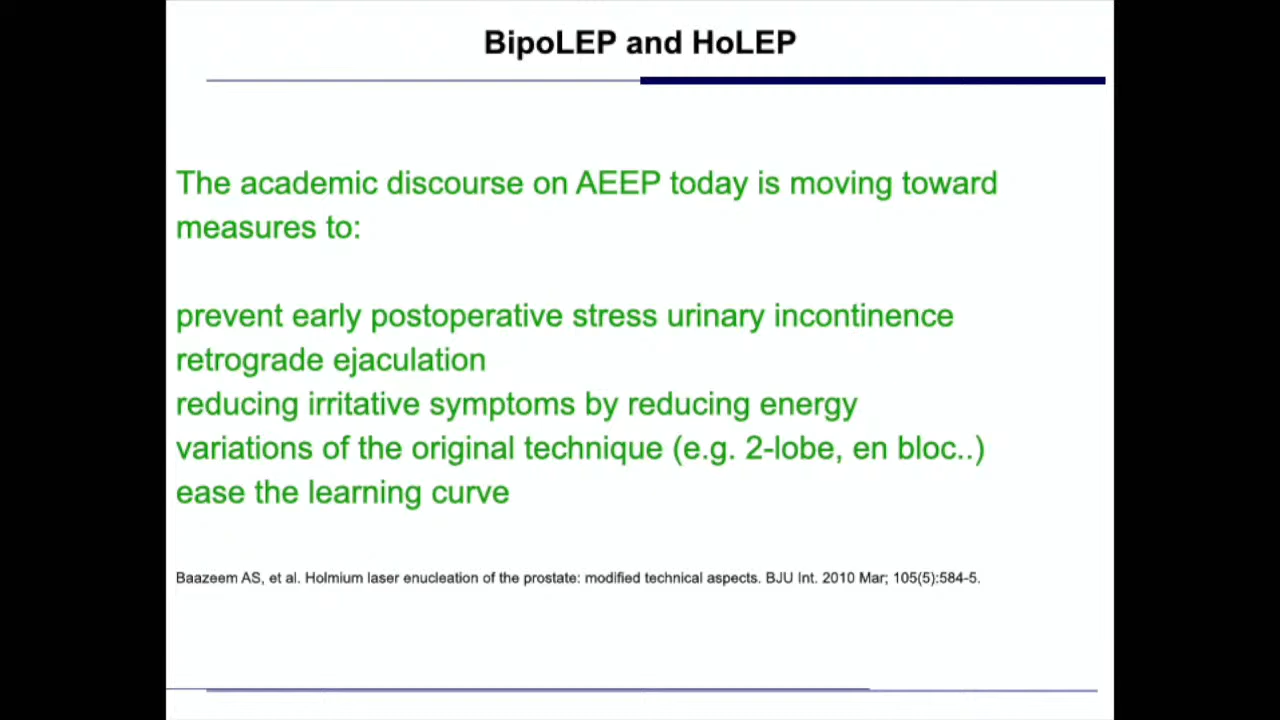 BipoLEP and HoLEP
The academic discourse on AEEP today is moving toward
measures to:
prevent early postoperative stress urinary incontinence
retrograde ejaculation
reducing irritative symptoms by reducing energy
variations of the original technique (e.g. 2-lobe, en bloc..)
ease the learning curve
Baazeem AS, et al. Holmium laser enucleation of the prostate: modified technical aspects. BJU Int. 2010 Mar; 105(5):584-5.